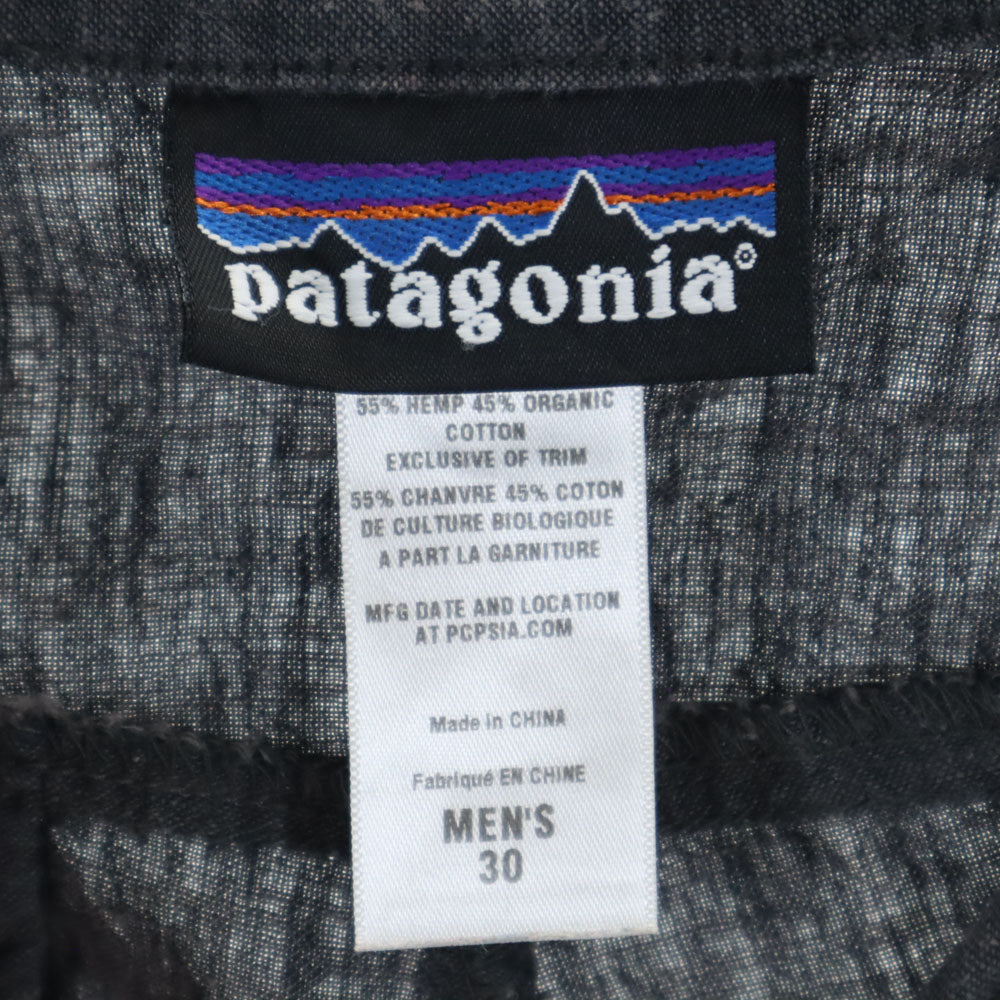 patagonia®
55% HEMP 45% ORGANIC
COTTON
EXCLUSIVE OF TRIM
55% CHANVRE 45% COTON
DE CULTURE BIOLOGIQUE
A PART LA GARNITURE
MFG DATE AND LOCATION
AT PCPSIA.COM
Made in CHINA
Fabriqué EN CHINE
MEN'S
30